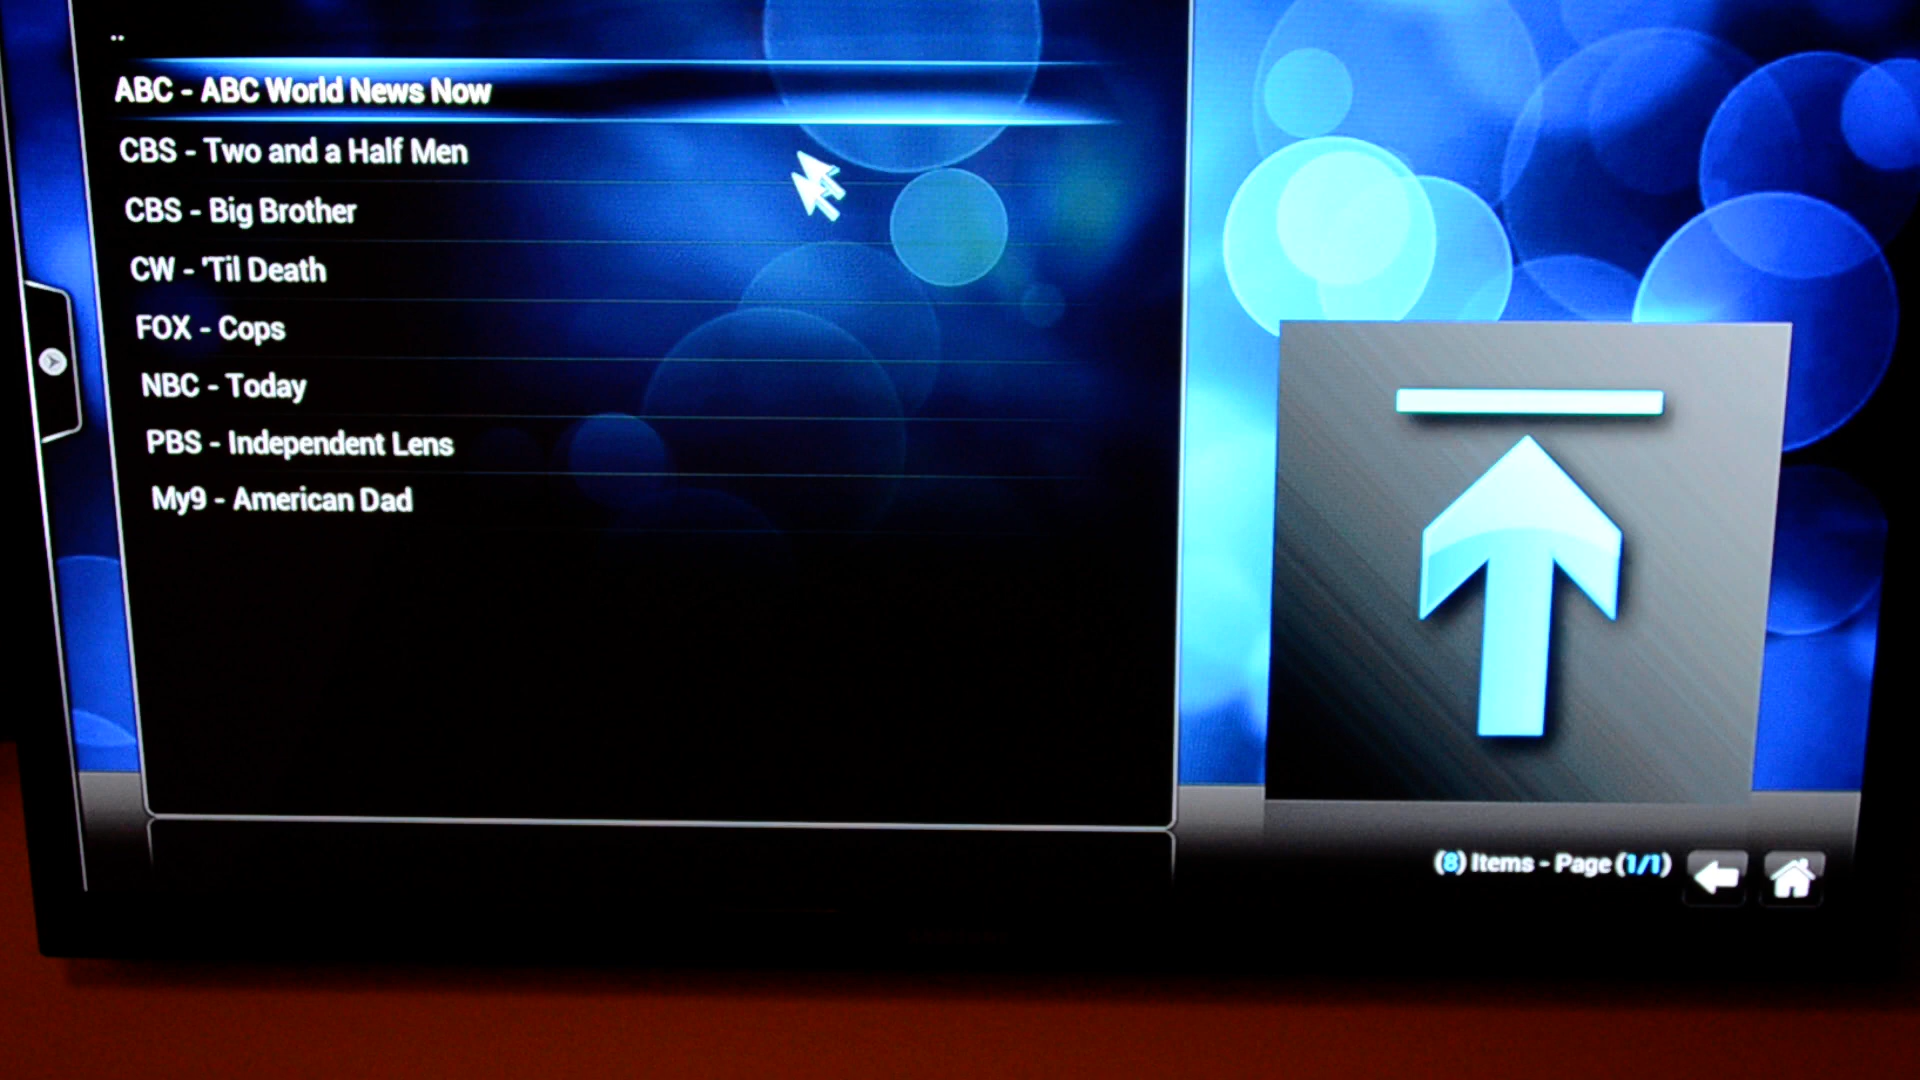 ..
ABC - ABC World News Now
CBS - Two and a Half Men
CBS - Big Brother
CW - 'Til Death
FOX - Cops
NBC - Today
PBS - Independent Lens
My9 - American Dad
(8) Items - Page (1/1)